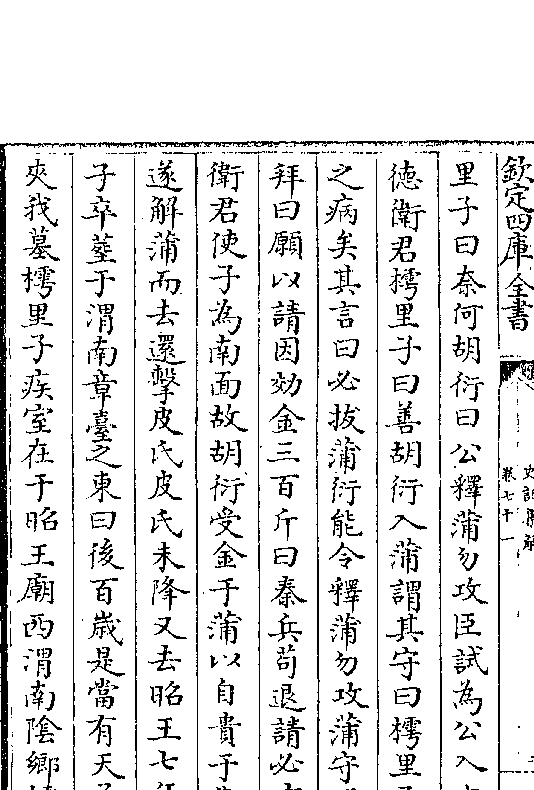 欽定四庫全書
史記集解
卷七十一
里子曰奈何胡衍曰公釋蒲勿攻臣試為公入
德衛君樗里子曰善胡衍入蒲謂其守曰樗里
之病矣其言曰必拔蒲衍能令釋蒲勿攻蒲守
拜曰願以請因効金三百斤曰秦兵茍退請必
衛君使子為南面故胡衍受金于蒲以自貴于
遂解蒲而去還擊皮氏皮氏未降又去昭王七
子卒葬于渭南章臺之東曰後百歲是當有天
夾我墓樗里子疾室在于昭王廟西渭南陰鄉